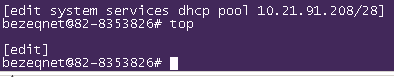 [edit system services dhcp pool 10.21.91.208/28]
bezeqnet@82-8353826# top
[edit]
bezeqnet@82-8353826#